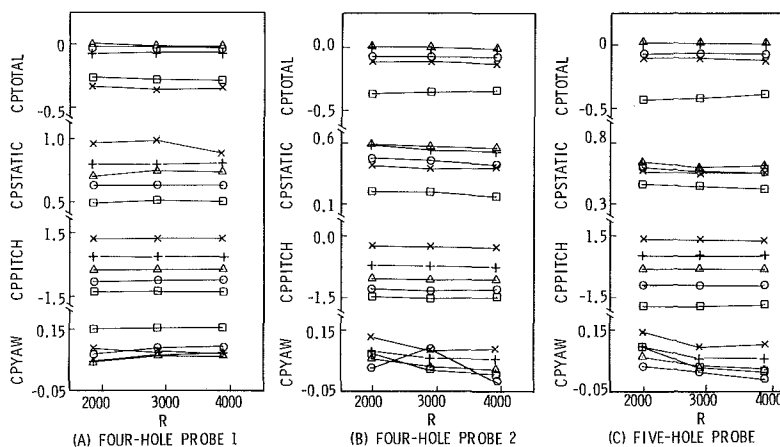 0
-0.5
CPTOTAL
1.0
0.5
CPSTATIC
1.5
-1.5
CPPITCH
0.15
-0.05
CPYAW
2000 3000 4000
R
(A) FOUR-HOLE PROBE 1
0.0
-0.5
CPTOTAL
0.6
0.1
CPSTATIC
0.0
-1.5
CPPITCH
0.15
-0.05
CPYAW
2000 3000 4000
R
(B) FOUR-HOLE PROBE 2
0.0
-0.5
CPTOTAL
0.8
0.3
CPSTATIC
1.5
-1.5
CPPITCH
0.15
-0.05
CPYAW
2000 3000 4000
R
(C) FIVE-HOLE PROBE